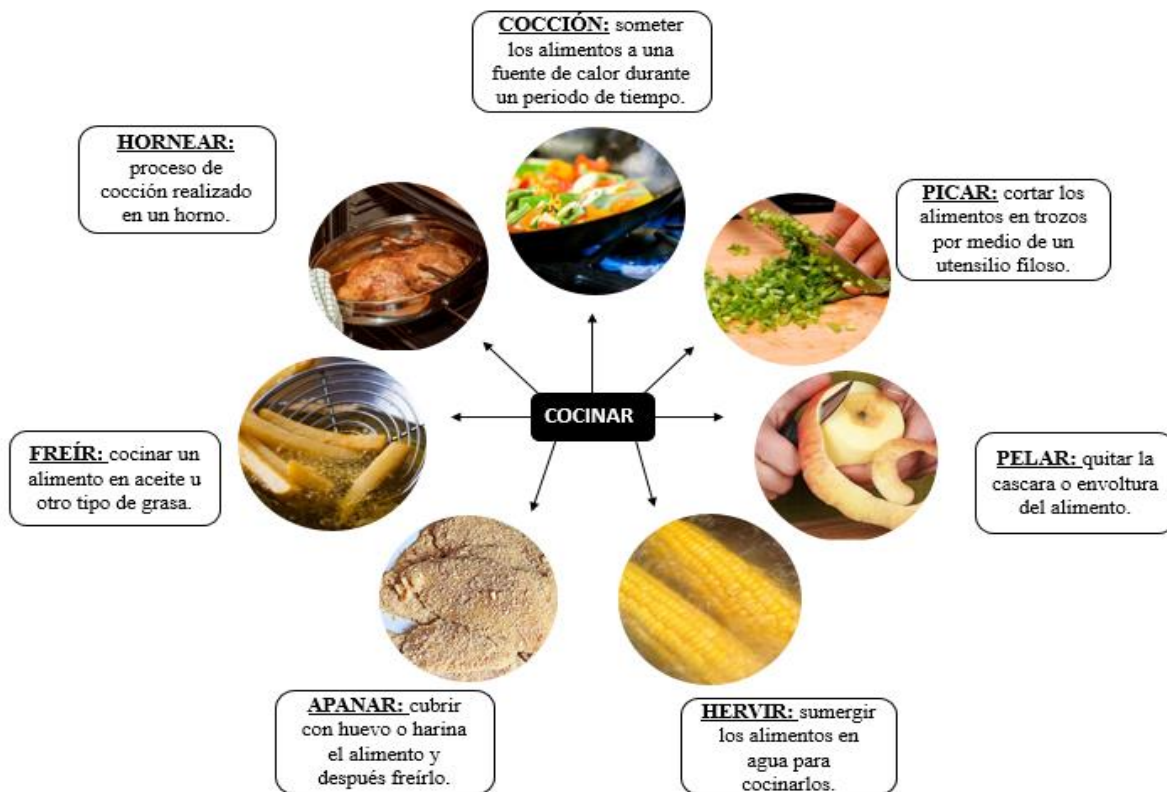 COCCIÓN: someter
los alimentos a una
fuente de calor durante
un periodo de tiempo.
HORNEAR:
proceso de
cocción realizado
en un horno.
PICAR: cortar los
alimentos en trozos
por medio de un
utensilio filoso.
COCINAR
FREÍR: cocinar un
alimento en aceite u
otro tipo de grasa.
PELAR: quitar la
cascara o envoltura
del alimento.
APANAR: cubrir
con huevo o harina
el alimento y
después freírlo.
HERVIR: sumergir
los alimentos en
agua para
cocinarlos.